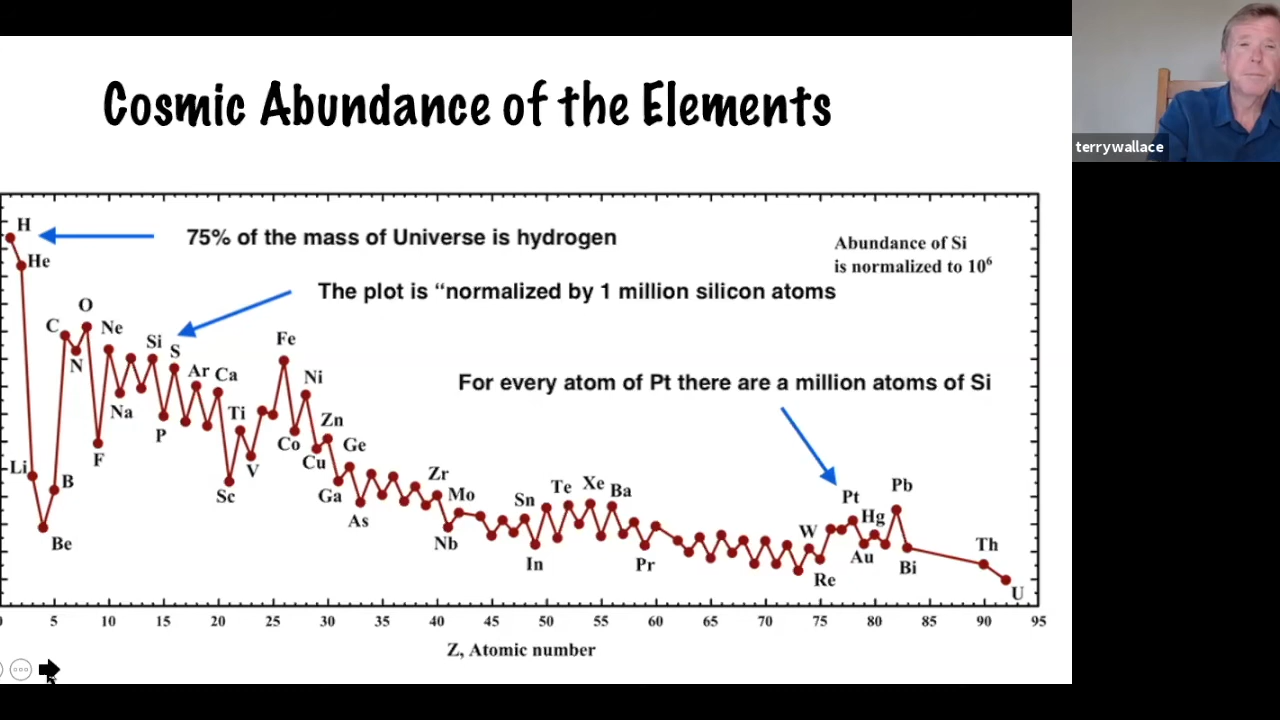 Cosmic Abundance of the Elements
terrywallace
H
75% of the mass of Universe is hydrogen
Abundance of Si
is normalized to 10⁶
He
The plot is “normalized by 1 million silicon atoms
O
C
Ne
N
Si
S
Fe
Ar
Ca
Ni
For every atom of Pt there are a million atoms of Si
Na
Ti
Zn
P
Co
Ge
F
V
Cu
Li
B
Sc
Ga
Zr
Mo
As
Sn
Te
Xe
Ba
Pt
Pb
Be
Nb
In
Pr
W
Hg
Au
Re
Bi
Th
U
0 5 10 15 20 25 30 35 40 45 50 55 60 65 70 75 80 85 90 95
Z, Atomic number